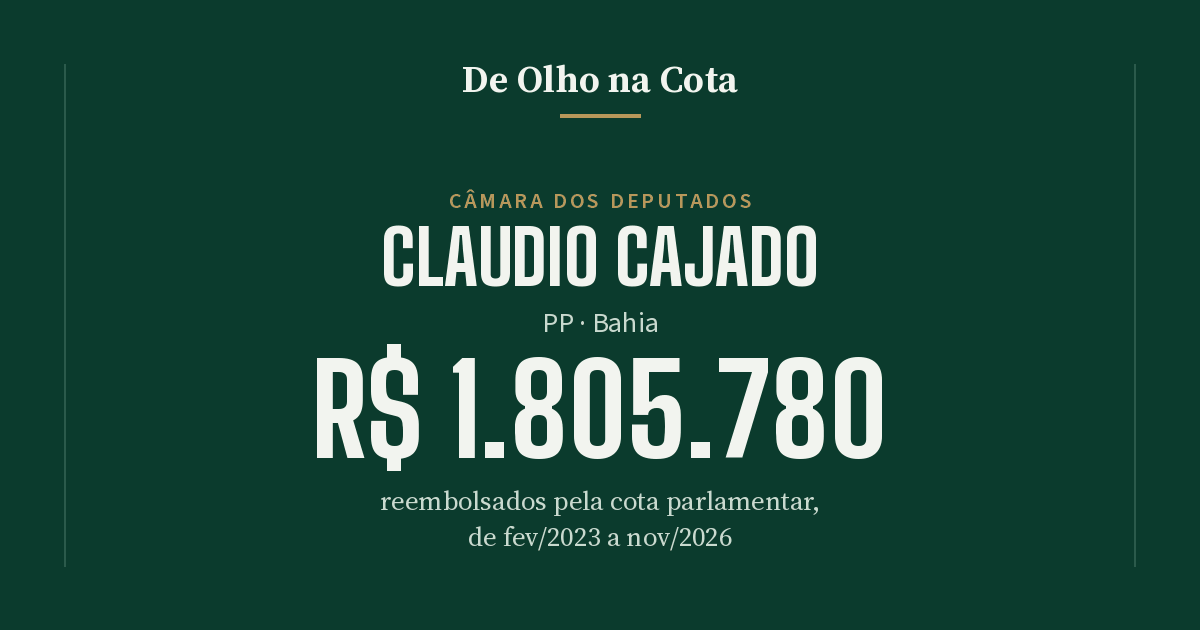 De Olho na Cota
CÂMARA DOS DEPUTADOS
CLAUDIO CAJADO
PP · Bahia
R$ 1.805.780
reembolsados pela cota parlamentar,
de fev/2023 a nov/2026